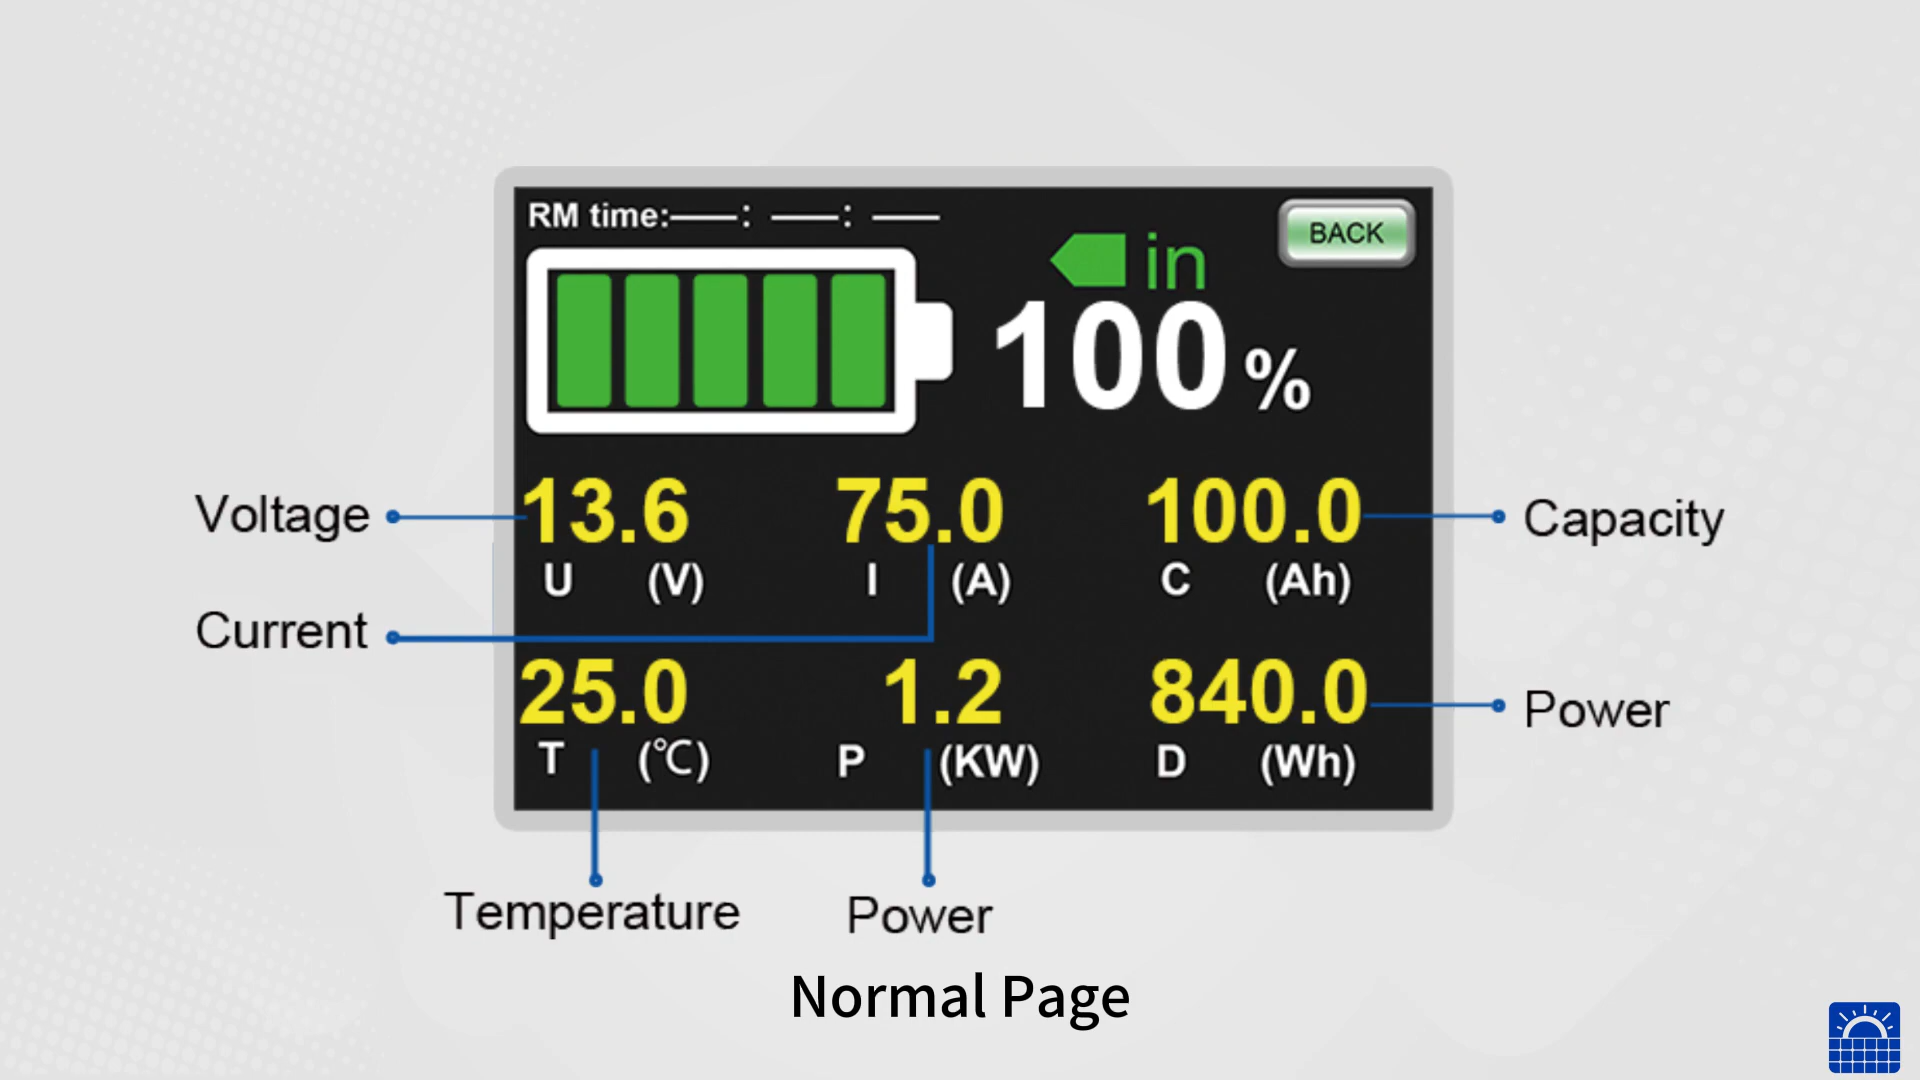 RM time:——: ——: ——
BACK
in
100 %
Voltage
13.6
75.0
100.0
Capacity
U (V)
I (A)
C (Ah)
Current
25.0
1.2
840.0
Power
T (℃)
P (KW)
D (Wh)
Temperature
Power
Normal Page